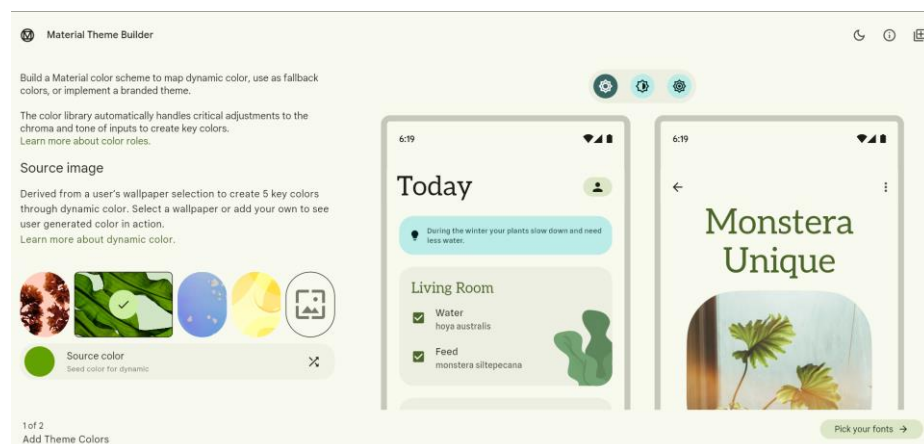 Material Theme Builder
Build a Material color scheme to map dynamic color, use as fallback
colors, or implement a branded theme.
The color library automatically handles critical adjustments to the
chroma and tone of inputs to create key colors.
Learn more about color roles.
Source image
Derived from a user's wallpaper selection to create 5 key colors
through dynamic color. Select a wallpaper or add your own to see
user generated color in action.
Learn more about dynamic color.
Source color
Seed color for dynamic
1 of 2
Add Theme Colors
6:19
Today
During the winter your plants slow down and need
less water.
Living Room
Water
hoya australis
Feed
monstera siltepecana
6:19
Monstera
Unique
Pick your fonts